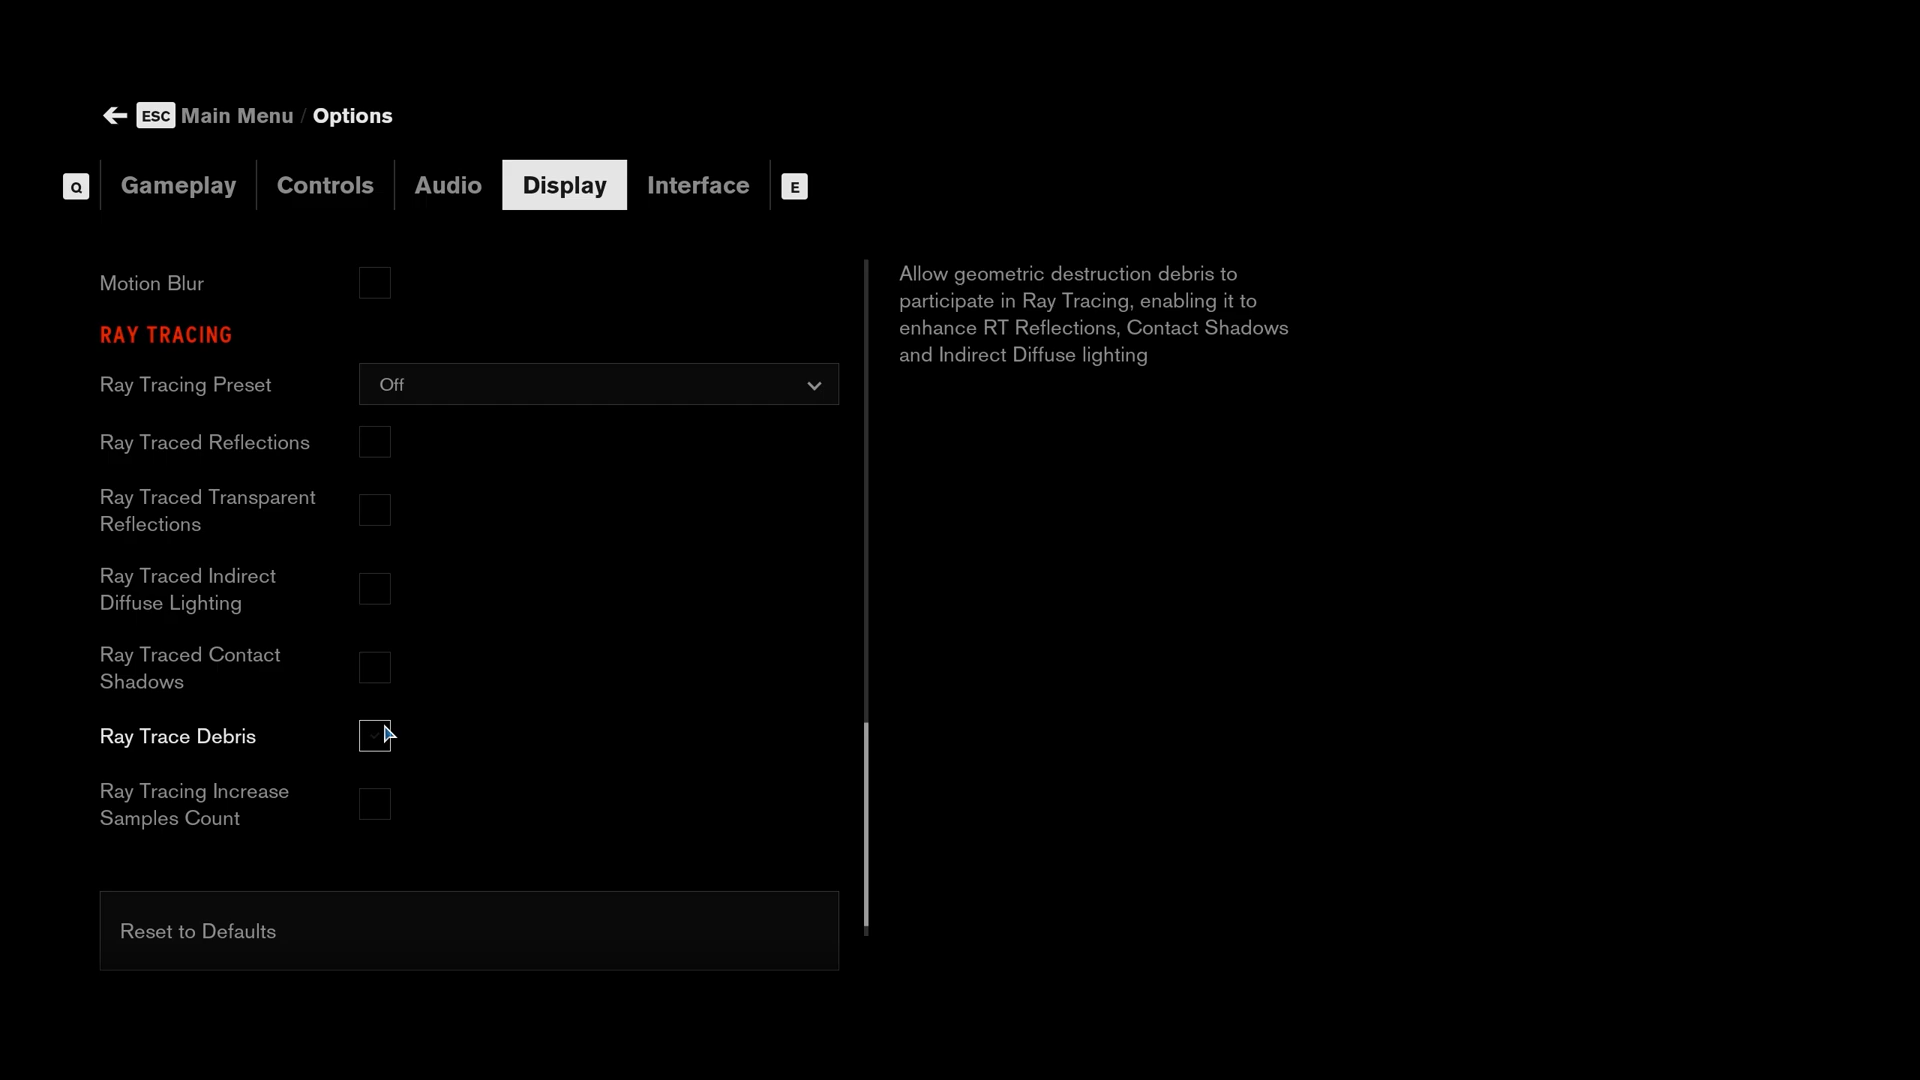 ESC Main Menu / Options
Q Gameplay Controls Audio Display Interface E
Motion Blur
RAY TRACING
Ray Tracing Preset Off
Ray Traced Reflections
Ray Traced Transparent
Reflections
Ray Traced Indirect
Diffuse Lighting
Ray Traced Contact
Shadows
Ray Trace Debris
Ray Tracing Increase
Samples Count
Reset to Defaults
Allow geometric destruction debris to
participate in Ray Tracing, enabling it to
enhance RT Reflections, Contact Shadows
and Indirect Diffuse lighting